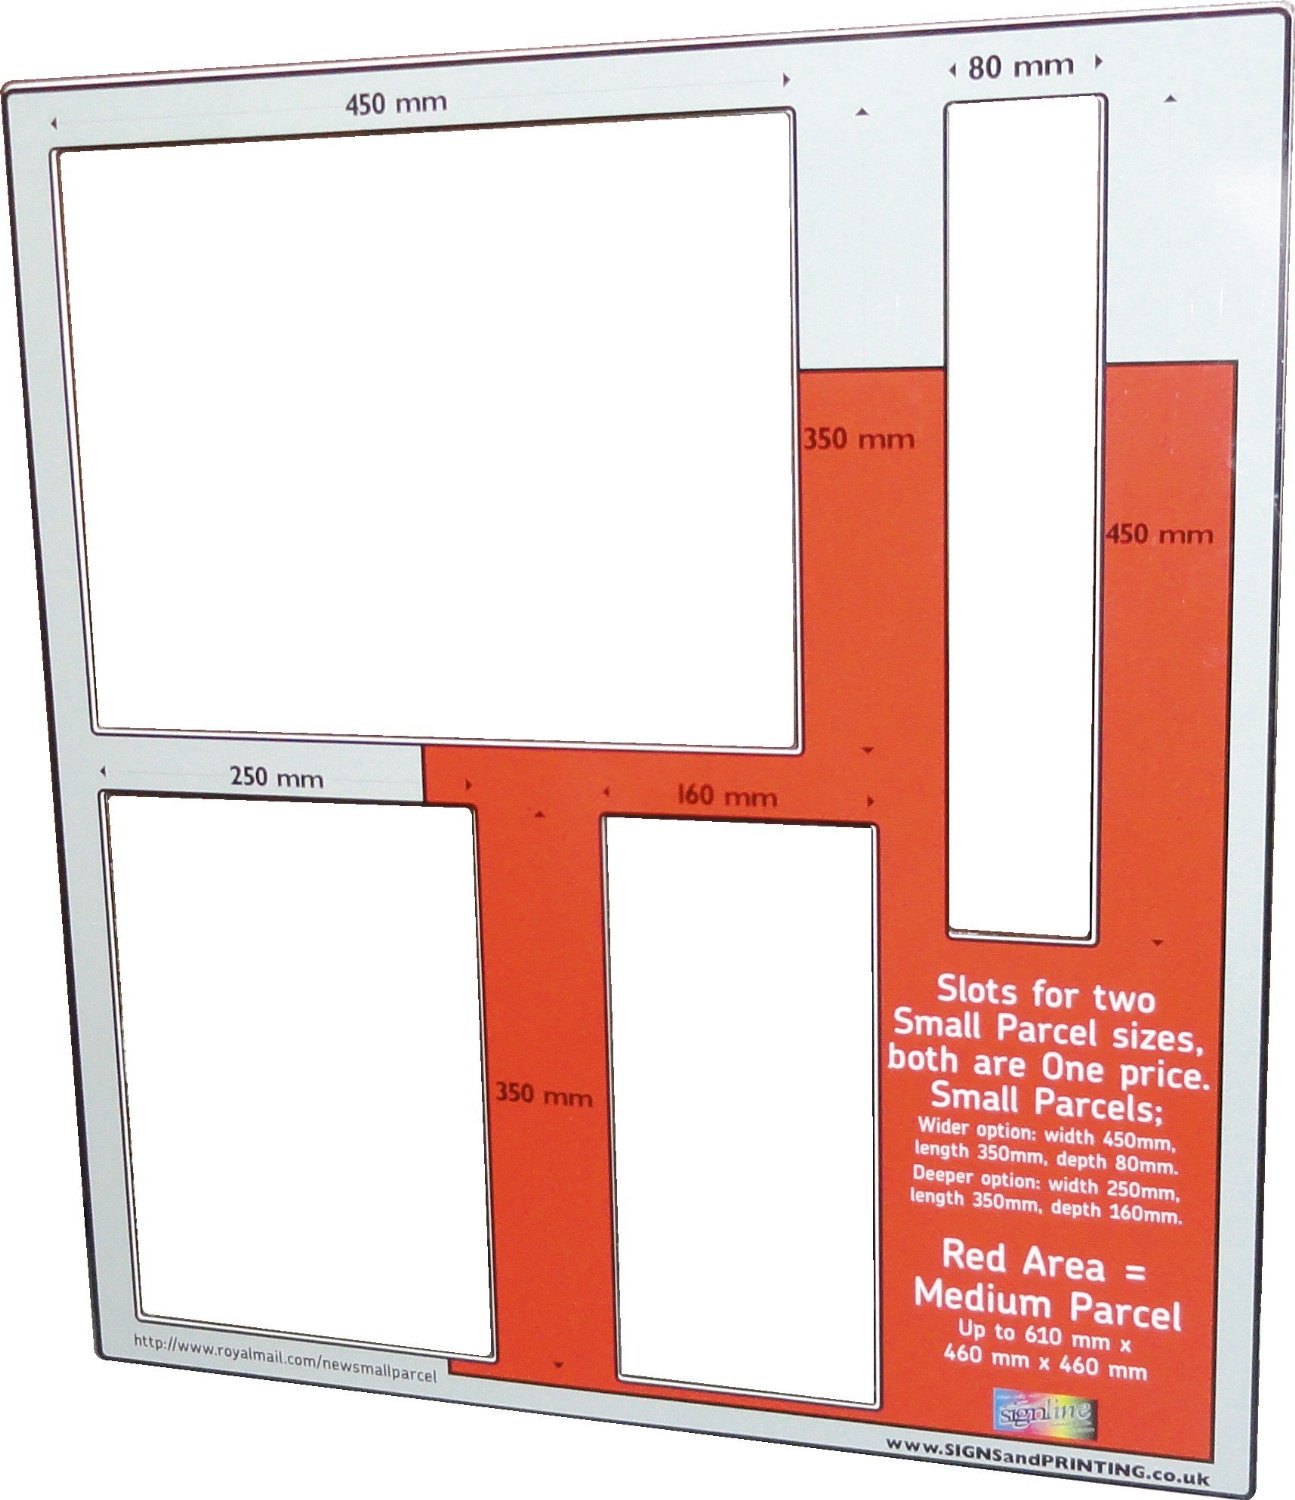 450 mm
80 mm
350 mm
450 mm
250 mm
160 mm
350 mm
Slots for two
Small Parcel sizes,
both are One price.
Small Parcels;
Wider option: width 450mm,
length 350mm, depth 80mm.
Deeper option: width 250mm,
length 350mm, depth 160mm.
Red Area =
Medium Parcel
Up to 610 mm x
460 mm x 460 mm
http://www.royalmail.com/newsmallparcel
signline
www.SIGNSandPRINTING.co.uk